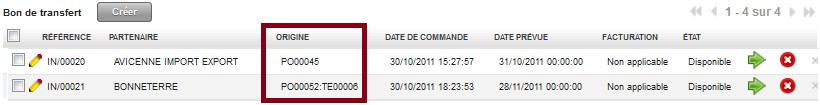 Bon de transfert Créer 1 - 4 sur 4
RÉFÉRENCE PARTENAIRE ORIGINE DATE DE COMMANDE DATE PRÉVUE FACTURATION ÉTAT
IN/00020 AVICENNE IMPORT EXPORT PO00045 30/10/2011 15:27:57 31/10/2011 00:00:00 Non applicable Disponible
IN/00021 BONNETERRE PO00052:TE00006 30/10/2011 18:23:53 28/11/2011 00:00:00 Non applicable Disponible